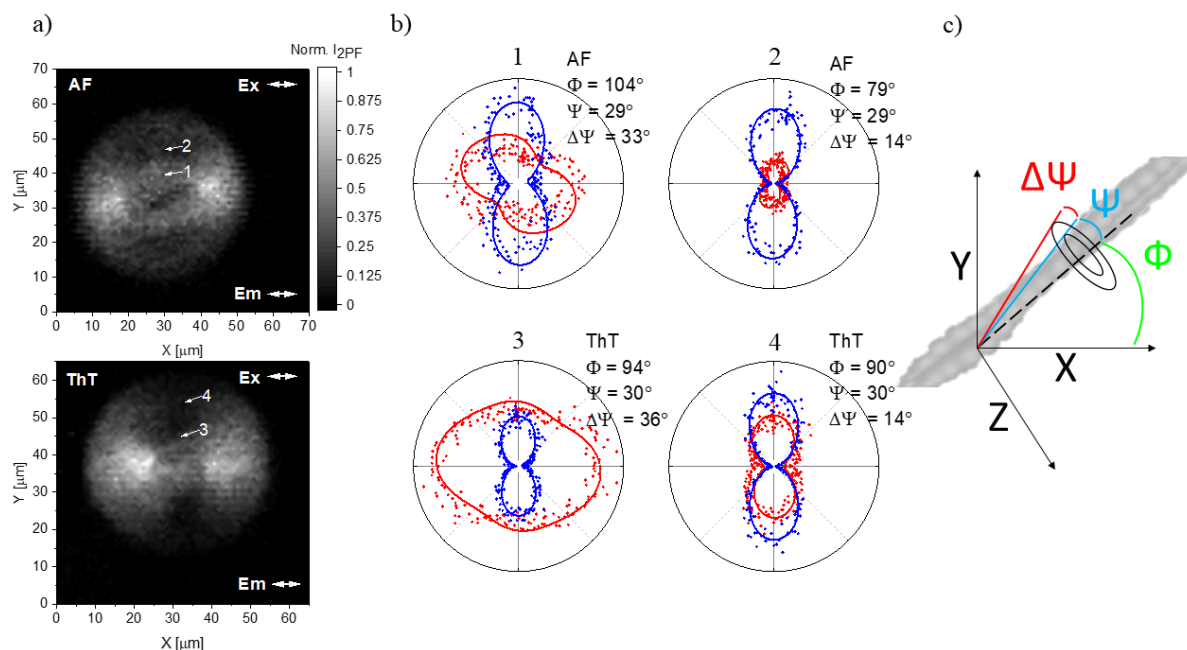 a)
b)
c)
Norm. I2PF
AF
Ex
1
0.875
0.75
0.625
0.5
0.375
0.25
0.125
0
2
1
Em
Y [µm]
70
60
50
40
30
20
10
0
0 10 20 30 40 50 60 70
X [µm]
ThT
Ex
4
3
Em
Y [µm]
60
50
40
30
20
10
0
0 10 20 30 40 50 60
X [µm]
1
AF
Φ = 104°
Ψ = 29°
ΔΨ = 33°
2
AF
Φ = 79°
Ψ = 29°
ΔΨ = 14°
3
ThT
Φ = 94°
Ψ = 30°
ΔΨ = 36°
4
ThT
Φ = 90°
Ψ = 30°
ΔΨ = 14°
ΔΨ
Ψ
Φ
Y
X
Z